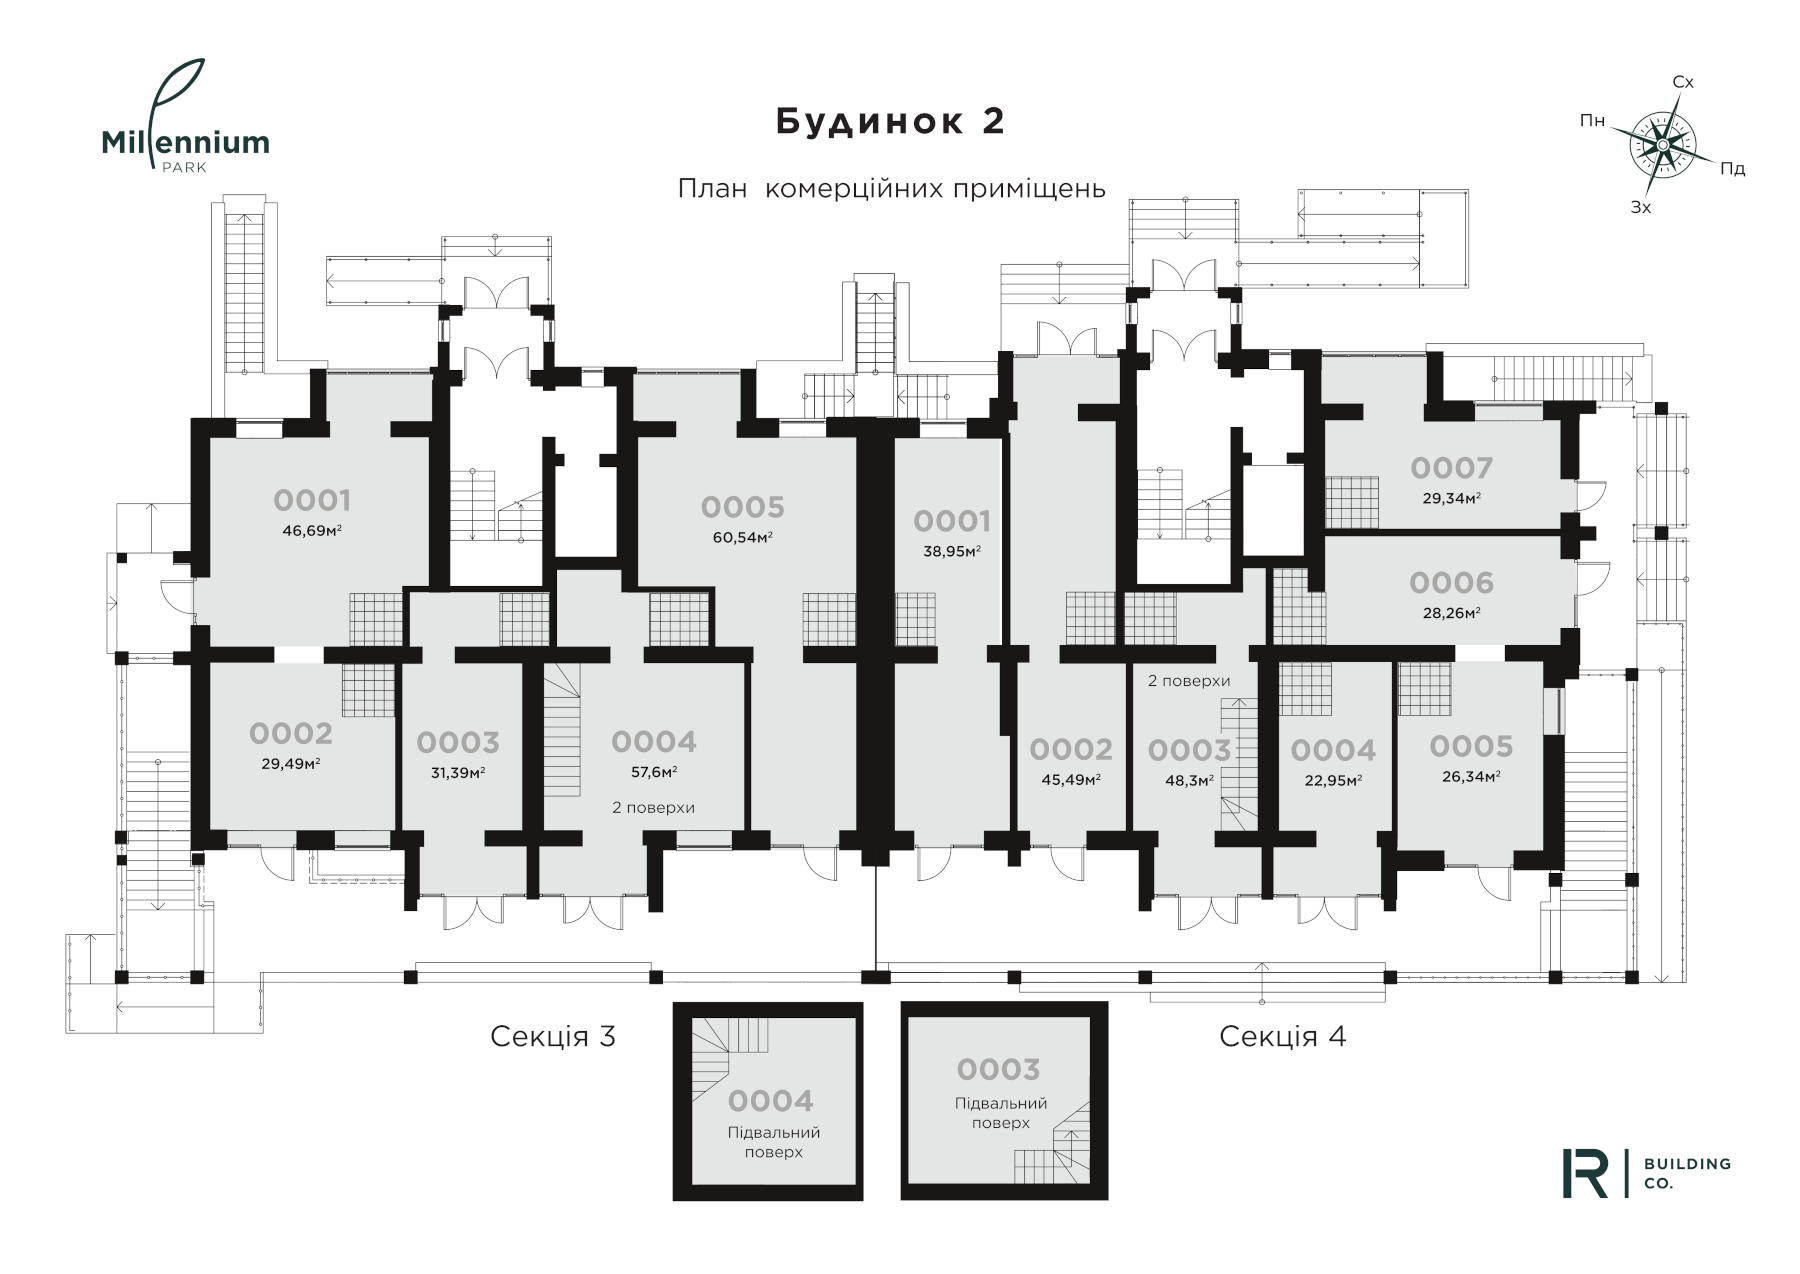 Millennium
PARK
Будинок 2
План комерційних приміщень
Сх
Пн
Пд
Зх
0001
46,69м²
0005
60,54м²
0001
38,95м²
0007
29,34м²
0006
28,26м²
0002
29,49м²
0003
31,39м²
0004
57,6м²
2 поверхи
0002
45,49м²
2 поверхи
0003
48,3м²
0004
22,95м²
0005
26,34м²
Секція 3
Секція 4
0004
Підвальний
поверх
0003
Підвальний
поверх
IR
BUILDING
CO.